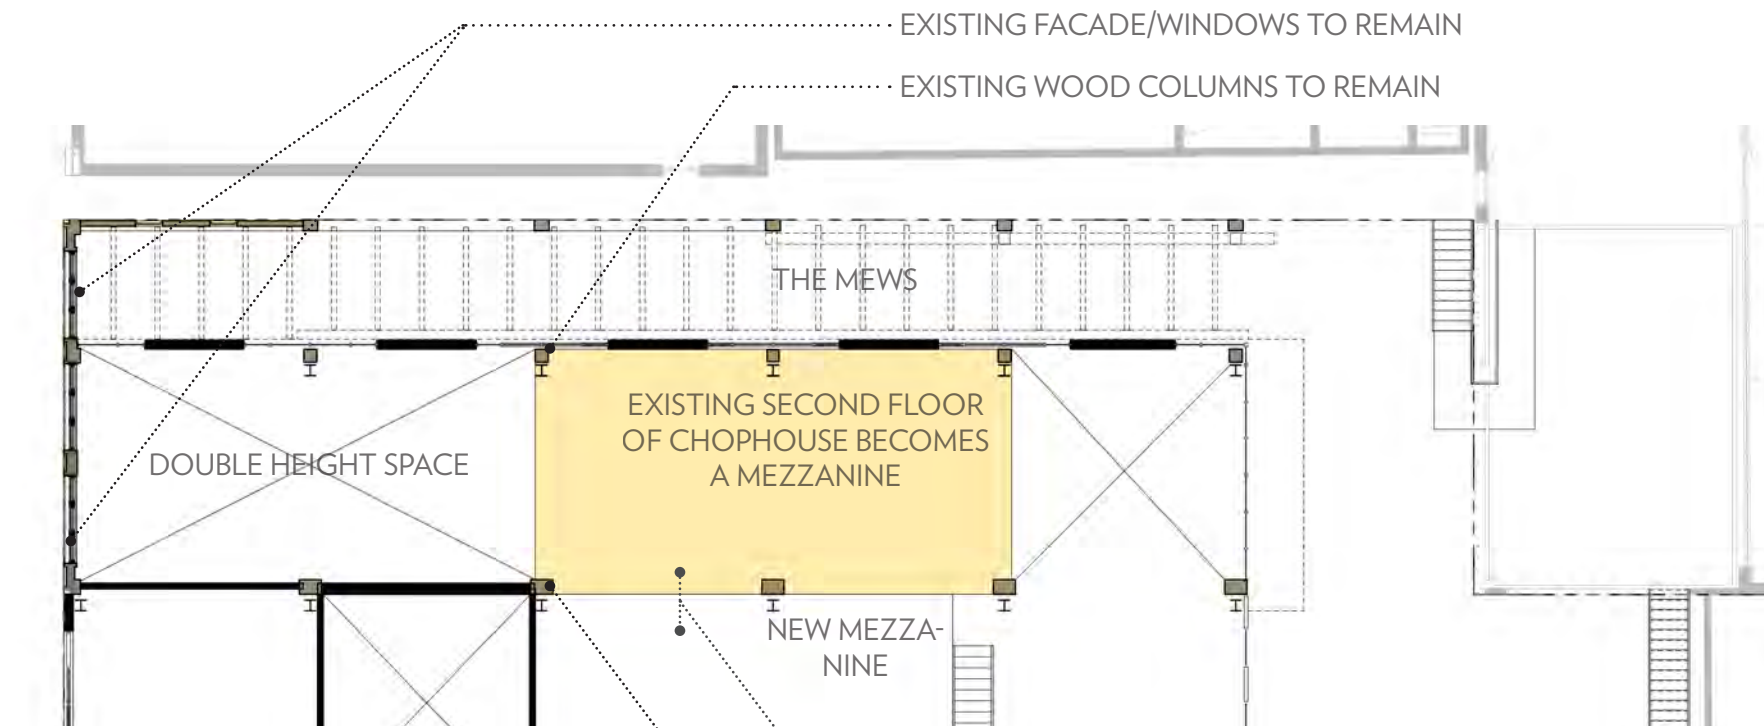 EXISTING FACADE/WINDOWS TO REMAIN
EXISTING WOOD COLUMNS TO REMAIN
THE MEWS
EXISTING SECOND FLOOR
OF CHOPHOUSE BECOMES
A MEZZANINE
DOUBLE HEIGHT SPACE
NEW MEZZA-
NINE